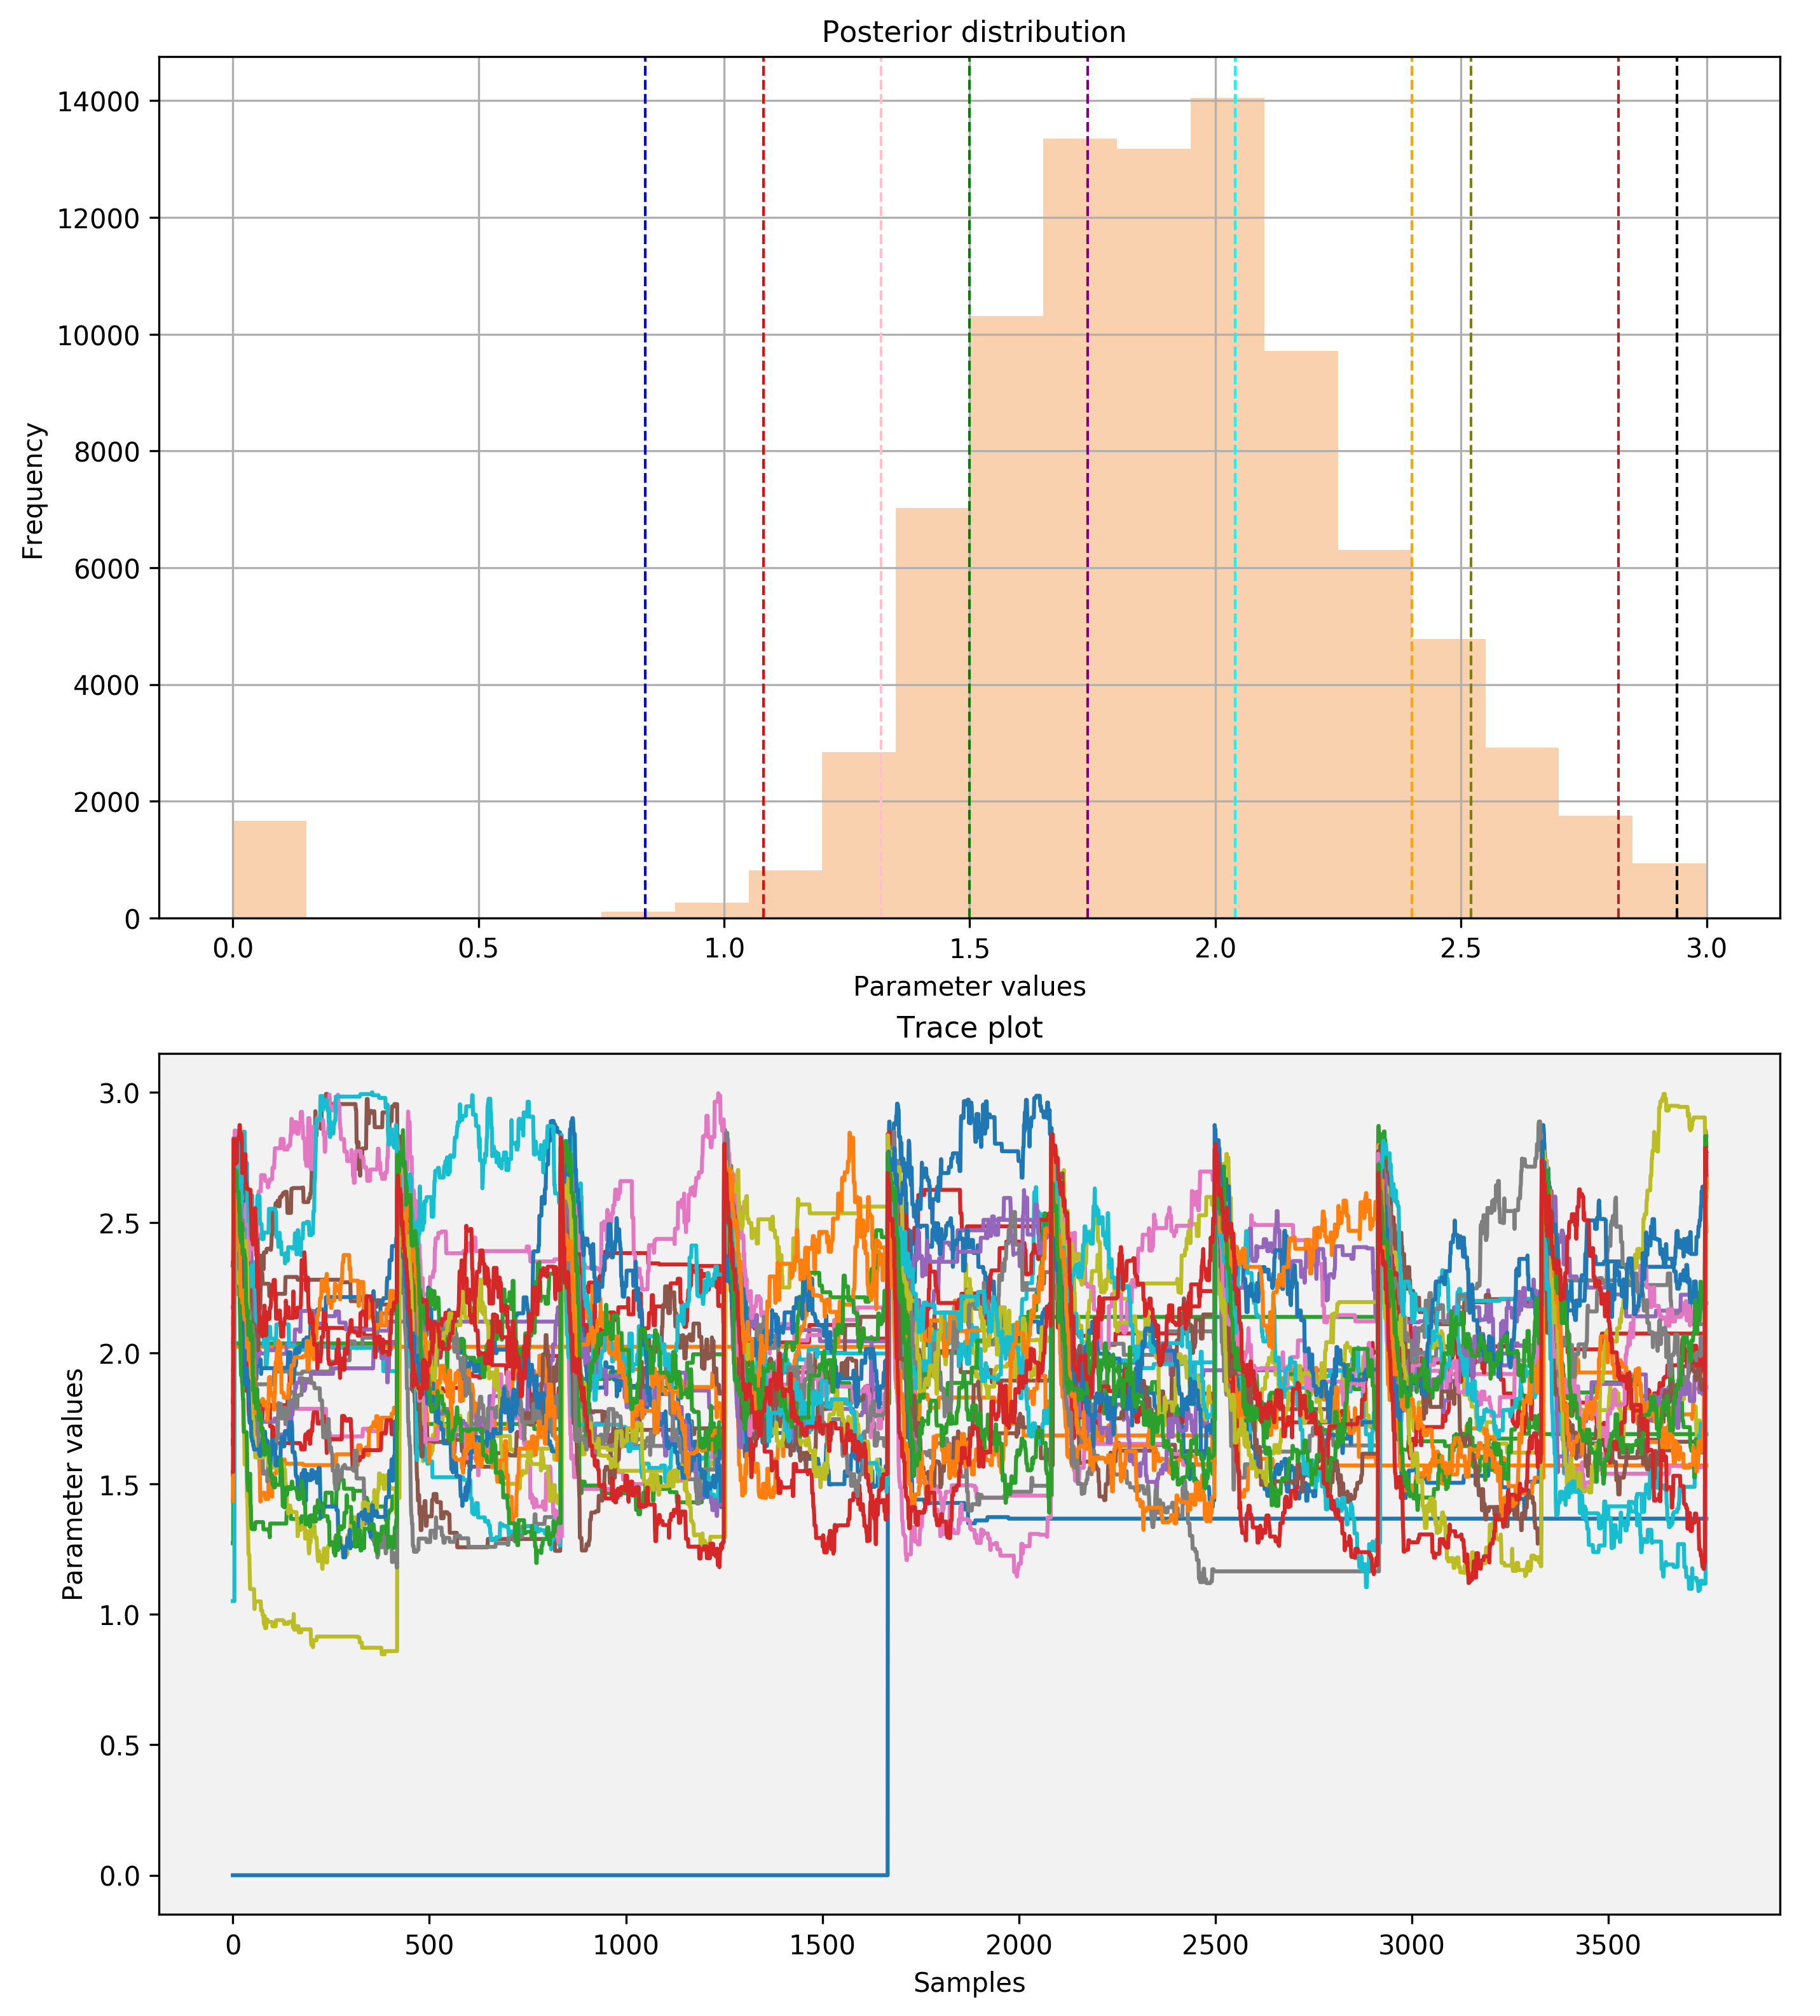 Posterior distribution
14000
12000
10000
8000
6000
4000
2000
0
Frequency
0.0 0.5 1.0 1.5 2.0 2.5 3.0
Parameter values
Trace plot
3.0
2.5
2.0
1.5
1.0
0.5
0.0
Parameter values
0 500 1000 1500 2000 2500 3000 3500
Samples